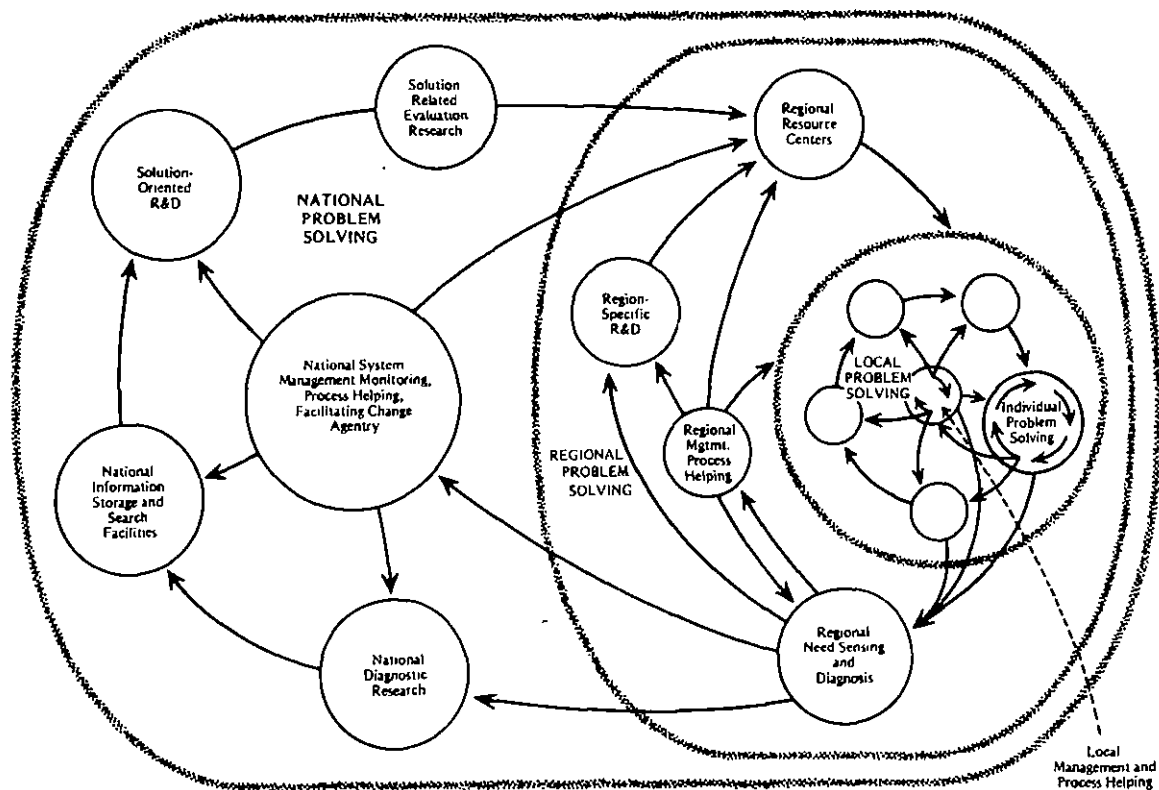 Solution
Related
Evaluation
Research
Regional
Resource
Centers
Solution-
Oriented
R&D
NATIONAL
PROBLEM
SOLVING
Region-
Specific
R&D
National System
Management Monitoring,
Process Helping,
Facilitating Change
Agentry
LOCAL
PROBLEM
SOLVING
Individual
Problem
Solving
Regional
Mgtmt.
Process
Helping
REGIONAL
PROBLEM
SOLVING
National
Information
Storage and
Search
Facilities
National
Diagnostic
Research
Regional
Need Sensing
and
Diagnosis
Local
Management and
Process Helping